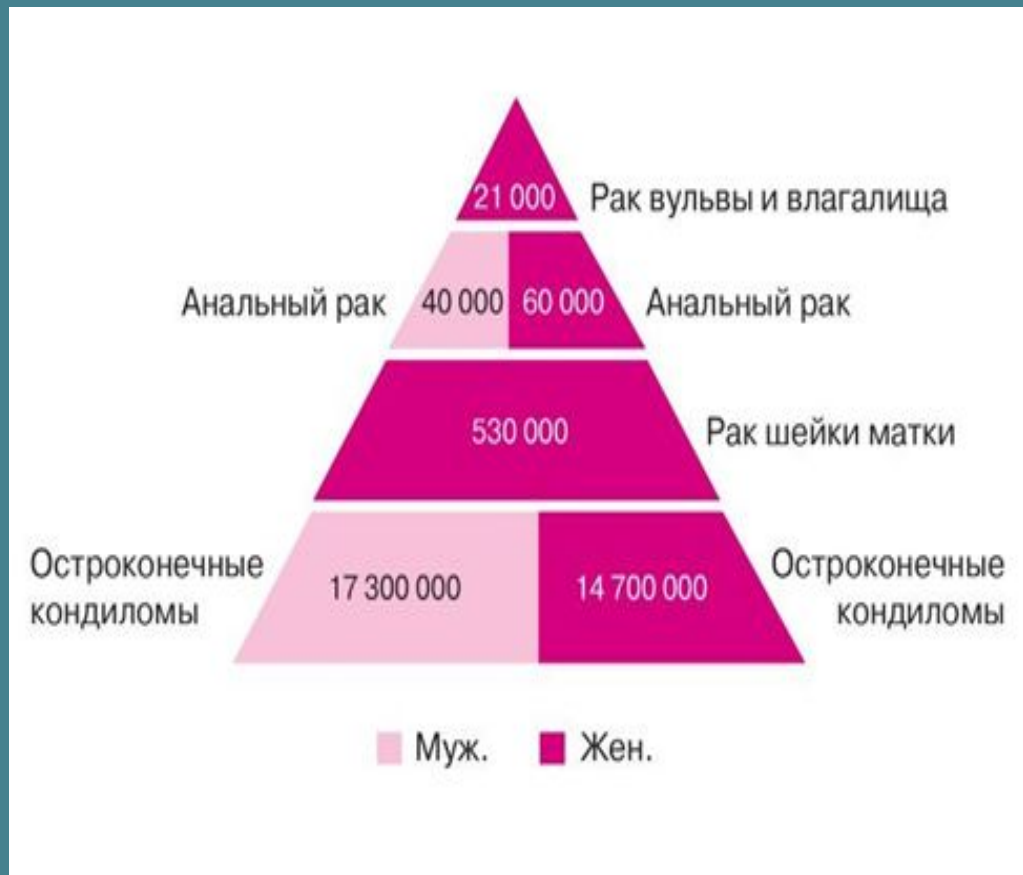 21 000 Рак вульвы и влагалища
Анальный рак 40 000 60 000 Анальный рак
530 000 Рак шейки матки
Остроконечные
кондиломы
17 300 000 14 700 000
Остроконечные
кондиломы
Муж. Жен.